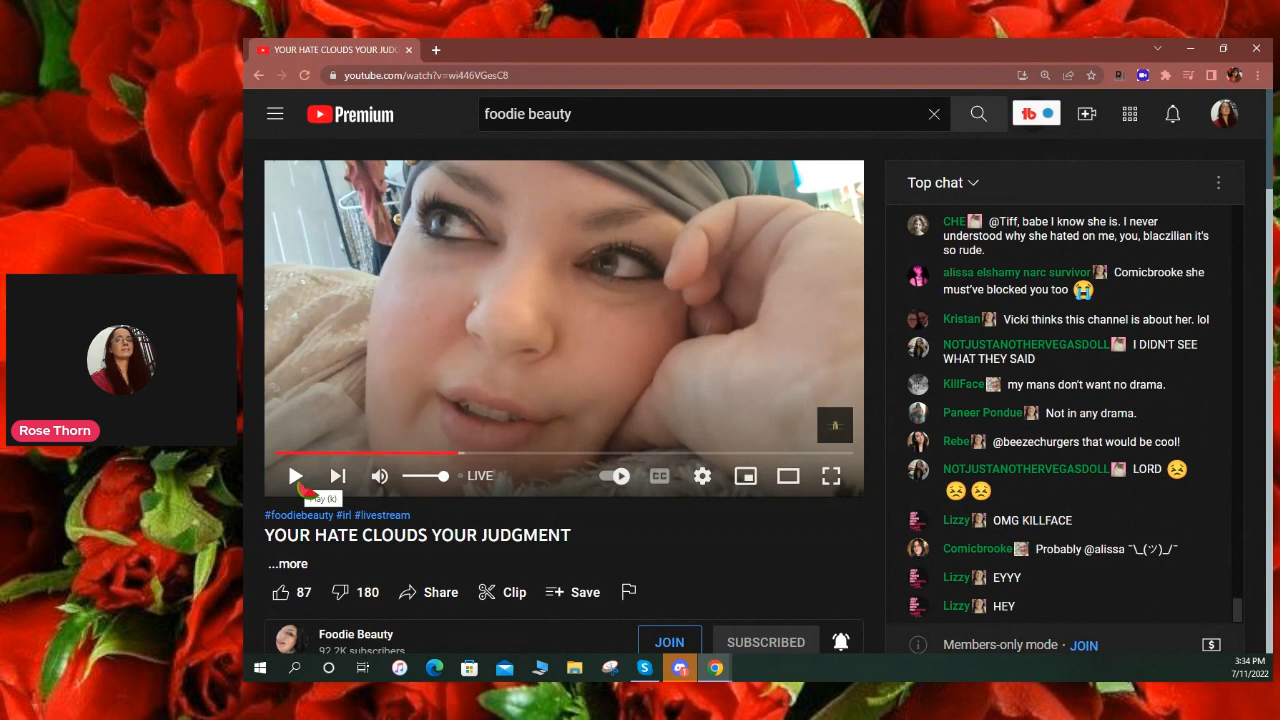 YOUR HATE CLOUDS YOUR JUDG
youtube.com/watch?v=wi446VGesC8
Premium
foodie beauty
tb
Top chat
CHE @Tiff, babe I know she is. I never
understood why she hated on me, you, blaczilian it's
so rude.
alissa elshamy narc survivor Comicbrooke she
must've blocked you too 😭
Kristan Vicki thinks this channel is about her. lol
NOTJUSTANOTHERVEGASDOLL I DIDN'T SEE
WHAT THEY SAID
KillFace my mans don't want no drama.
Paneer Pondue Not in any drama.
Rebe @beezechurgers that would be cool!
NOTJUSTANOTHERVEGASDOLL LORD 😣
😣😣
Lizzy OMG KILLFACE
Comicbrooke Probably @alissa ¯\_(ツ)_/¯
Lizzy EYYY
Lizzy HEY
Members-only mode · JOIN
Rose Thorn
LIVE
CC
Play (k)
#foodiebeauty #irl #livestream
YOUR HATE CLOUDS YOUR JUDGMENT
...more
87
180
Share
Clip
Save
Foodie Beauty
92.2K subscribers
JOIN
SUBSCRIBED
3:34 PM
7/11/2022